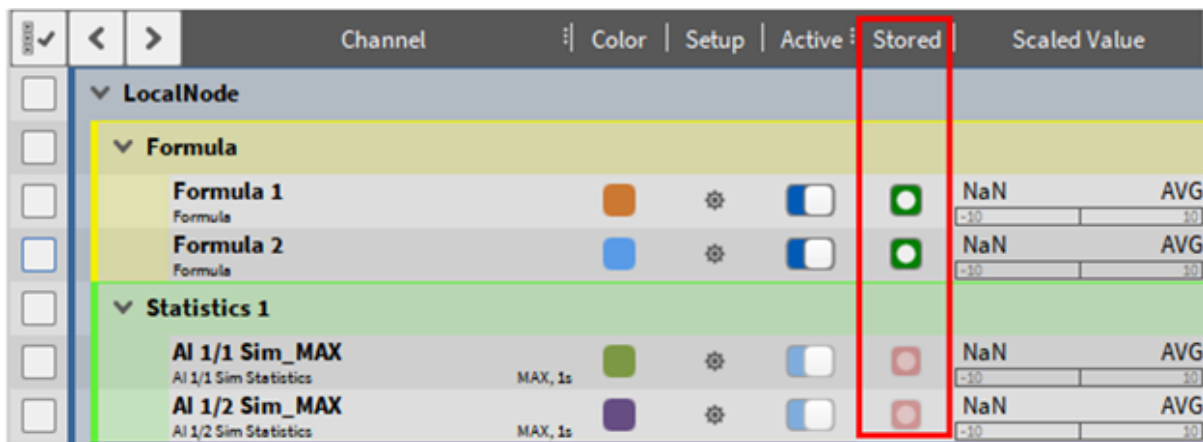 Channel Color Setup Active Stored Scaled Value
LocalNode
Formula
Formula 1 NaN AVG
Formula -10 10
Formula 2 NaN AVG
Formula -10 10
Statistics 1
AI 1/1 Sim_MAX NaN AVG
AI 1/1 Sim Statistics MAX, 1s -10 10
AI 1/2 Sim_MAX NaN AVG
AI 1/2 Sim Statistics MAX, 1s -10 10